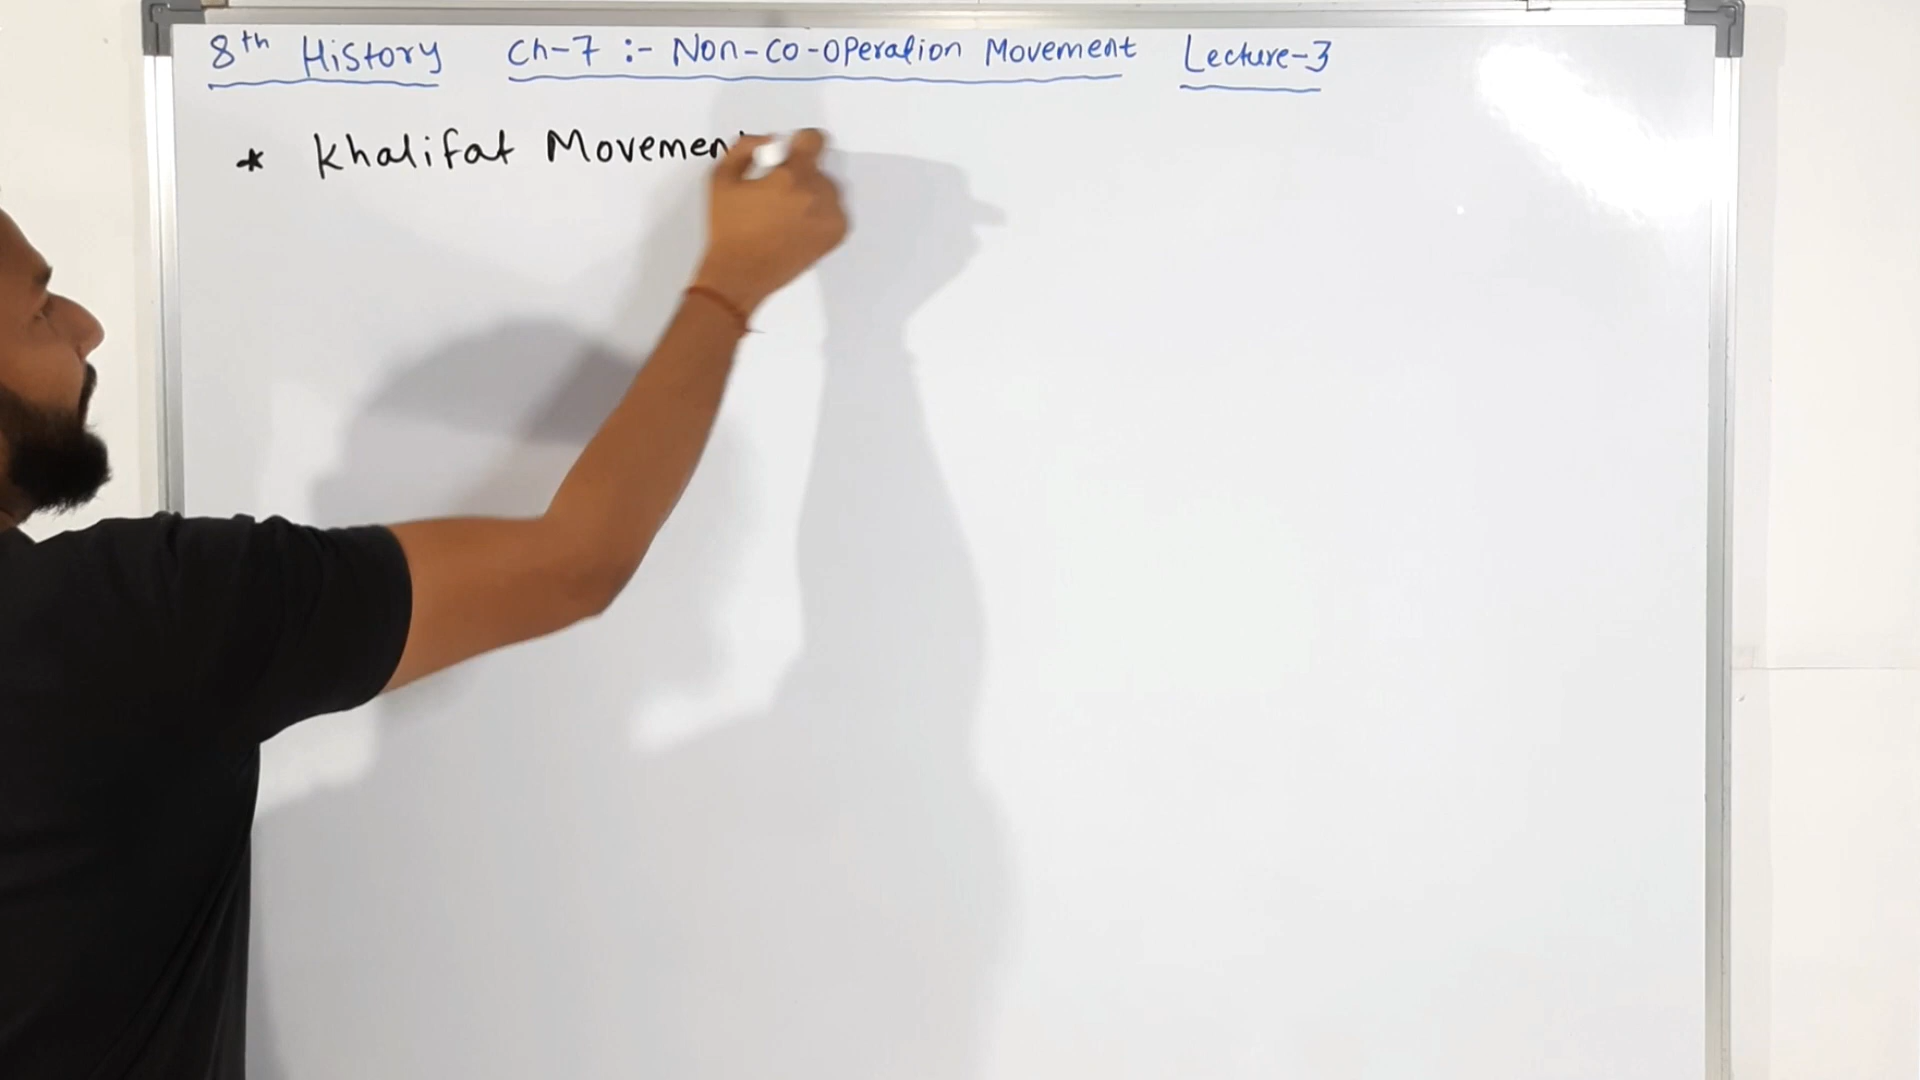 8th History Ch-7 :- Non-Co-Operation Movement Lecture-3
* Khalifat Movement